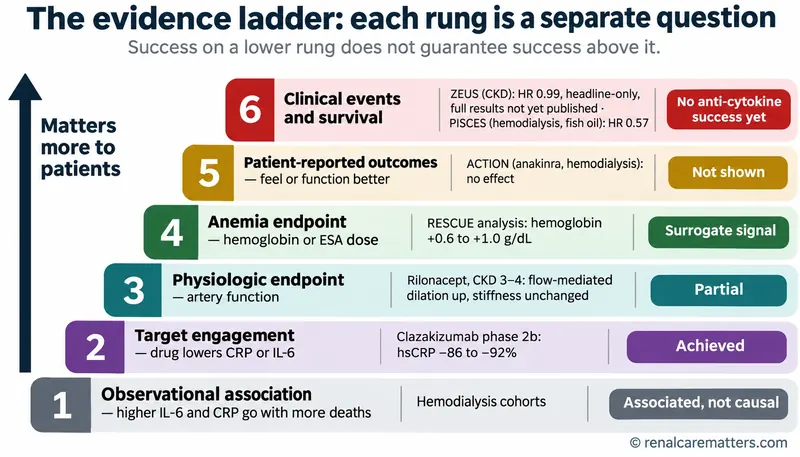 The evidence ladder: each rung is a separate question
Success on a lower rung does not guarantee success above it.
Matters
more to
patients
6
Clinical events
and survival
ZEUS (CKD): HR 0.99, headline-only,
full results not yet published ·
PISCES (hemodialysis, fish oil): HR 0.57
No anti-cytokine
success yet
5
Patient-reported outcomes
— feel or function better
ACTION (anakinra, hemodialysis):
no effect
Not shown
4
Anemia endpoint
— hemoglobin or ESA dose
RESCUE analysis: hemoglobin
+0.6 to +1.0 g/dL
Surrogate signal
3
Physiologic endpoint
— artery function
Rilonacept, CKD 3–4: flow-mediated
dilation up, stiffness unchanged
Partial
2
Target engagement
— drug lowers CRP or IL-6
Clazakizumab phase 2b:
hsCRP −86 to −92%
Achieved
1
Observational association
— higher IL-6 and CRP go with more deaths
Hemodialysis cohorts
Associated, not causal
© renalcarematters.com